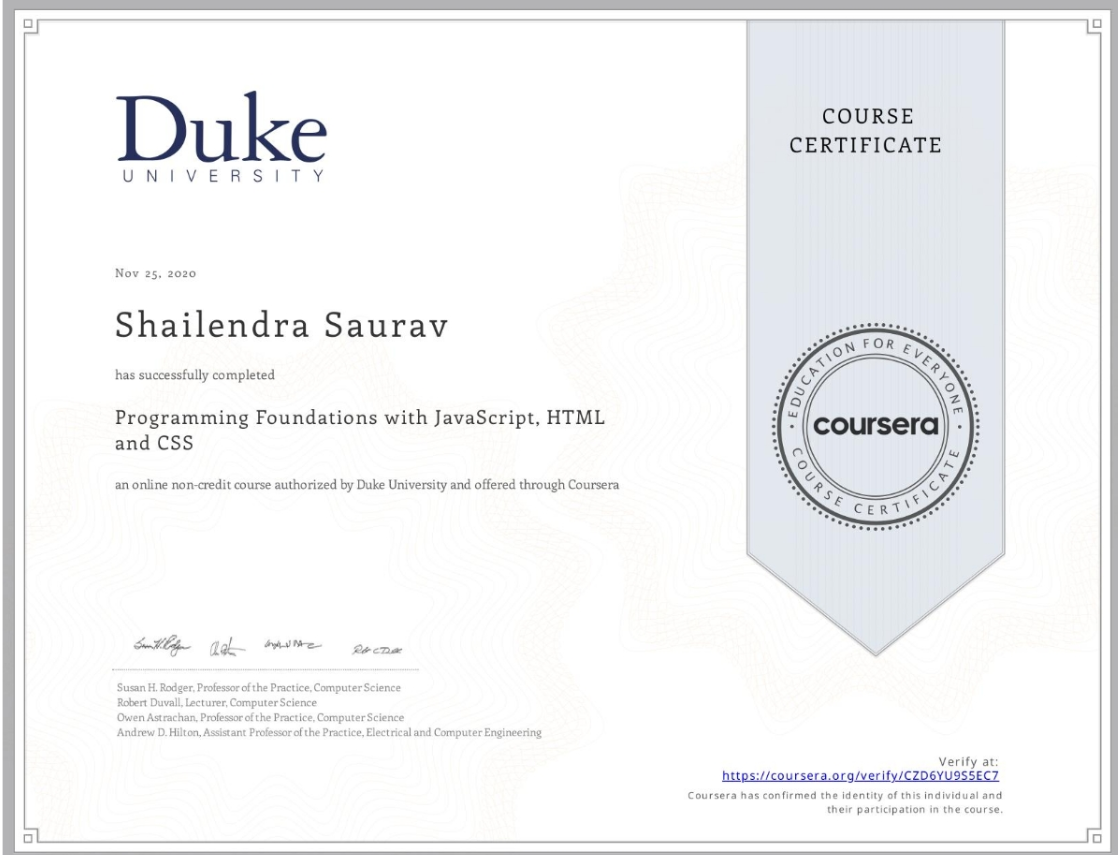 Duke
UNIVERSITY
COURSE
CERTIFICATE
Nov 25, 2020
Shailendra Saurav
has successfully completed
Programming Foundations with JavaScript, HTML
and CSS
an online non-credit course authorized by Duke University and offered through Coursera
EDUCATION FOR EVERYONE
coursera
COURSE CERTIFICATE
Susan H. Rodger, Professor of the Practice, Computer Science
Robert Duvall, Lecturer, Computer Science
Owen Astrachan, Professor of the Practice, Computer Science
Andrew D. Hilton, Assistant Professor of the Practice, Electrical and Computer Engineering
Verify at:
https://coursera.org/verify/CZD6YU9S5EC7
Coursera has confirmed the identity of this individual and
their participation in the course.